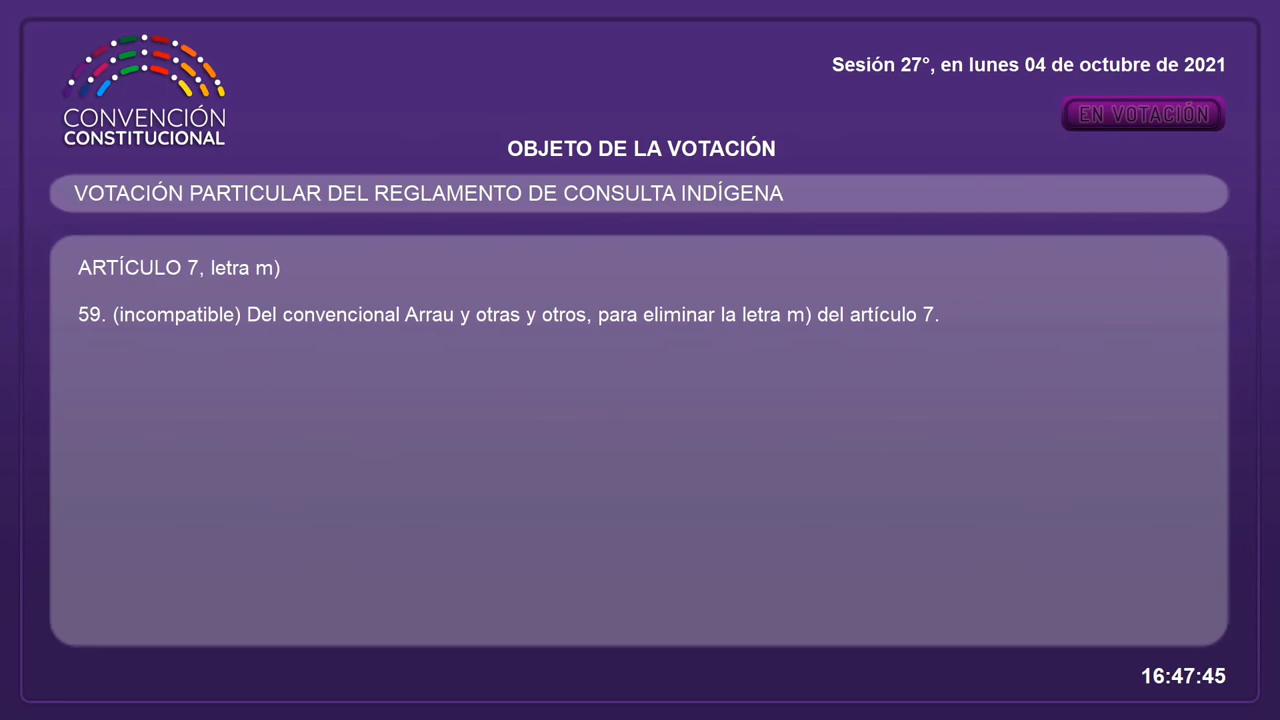 CONVENCIÓN
CONSTITUCIONAL
Sesión 27°, en lunes 04 de octubre de 2021
EN VOTACIÓN
OBJETO DE LA VOTACIÓN
VOTACIÓN PARTICULAR DEL REGLAMENTO DE CONSULTA INDÍGENA
ARTÍCULO 7, letra m)
59. (incompatible) Del convencional Arrau y otras y otros, para eliminar la letra m) del artículo 7.
16:47:45